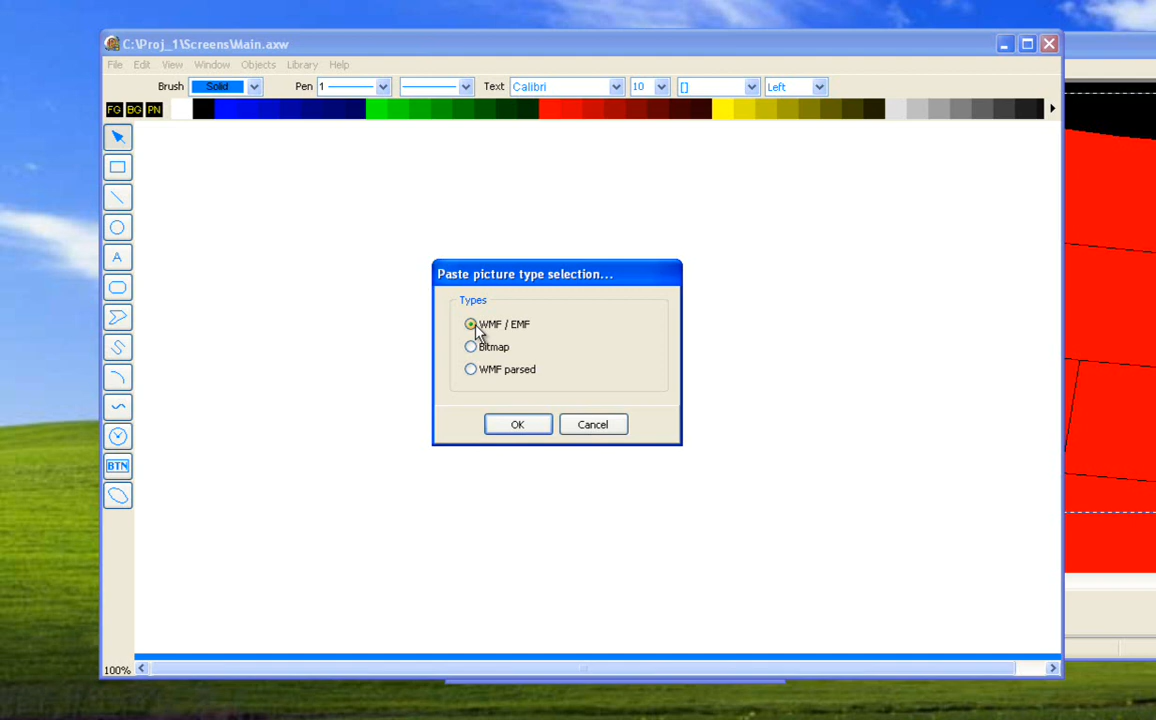 C:\Proj_1\Screens\Main.axw
File Edit View Window Objects Library Help
Brush Solid Pen 1 Text Calibri 10 [] Left
FG BG PN
A
Paste picture type selection...
Types
WMF / EMF
Bitmap
WMF parsed
OK Cancel
BTN
100%